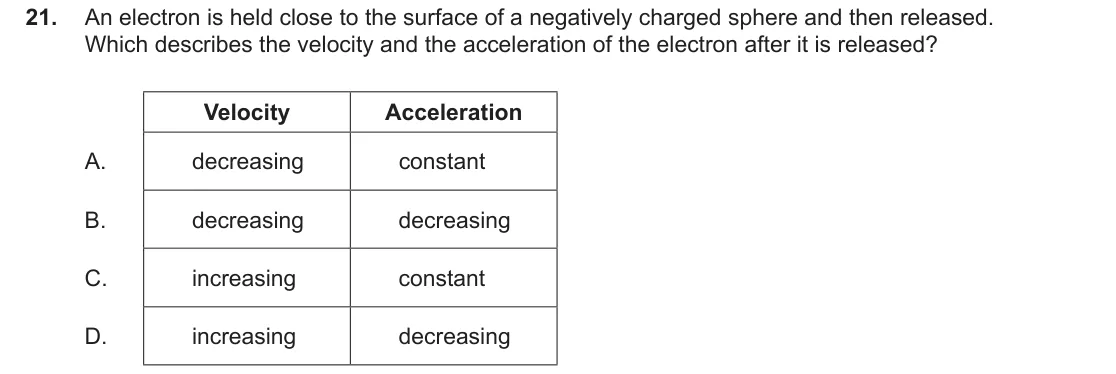 21. An electron is held close to the surface of a negatively charged sphere and then released.
Which describes the velocity and the acceleration of the electron after it is released?
Velocity Acceleration
A. decreasing constant
B. decreasing decreasing
C. increasing constant
D. increasing decreasing